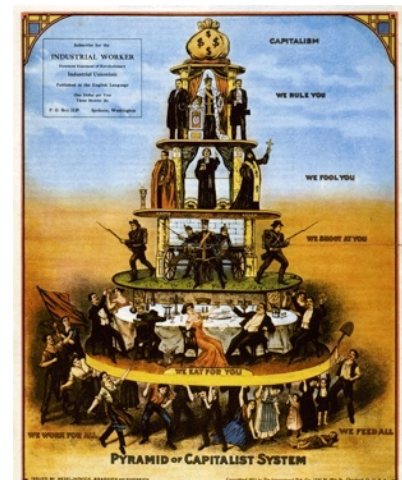 Subscribe for the
INDUSTRIAL WORKER
Industrial Unionism
Published in the English Language
One Dollar per Year
P. O. Box 2129 Spokane, Washington
CAPITALISM
WE RULE YOU
WE FOOL YOU
WE SHOOT AT YOU
WE EAT FOR YOU
WE WORK FOR ALL
WE FEED ALL
PYRAMID OF CAPITALIST SYSTEM